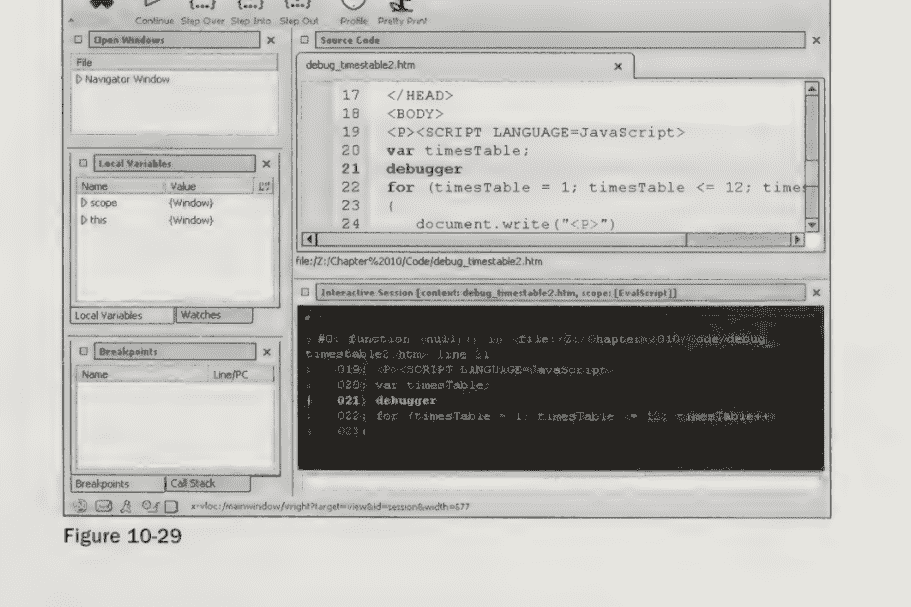 Continue Step Over Step Into Step Out Profile Pretty Print
Open Windows
File
Navigator Window
Local Variables
Name Value
scope {Window}
this {Window}
Local Variables Watches
Breakpoints
Name Line/PC
Breakpoints Call Stack
Source Code
debug_timestable2.htm
17 </HEAD>
18 <BODY>
19 <P><SCRIPT LANGUAGE=JavaScript>
20 var timesTable;
21 debugger
22 for (timesTable = 1; timesTable <= 12; times
23 {
24 document.write("<P>")
file:/Z:/Chapter%2010/Code/debug_timestable2.htm
Interactive Session [context: debug_timestable2.htm, scope: [EvalScript]]
#0: function (null)() in <file:/Z:/Chapter%2010/Code/debug_
timestable2.htm> line 21
019: <P><SCRIPT LANGUAGE=JavaScript>
020: var timesTable;
021: debugger
022: for (timesTable = 1; timesTable <= 12; timesTable++)
023: {
x-vloc:/mainwindow/vright?target=view&id=session&width=577
Figure 10-29